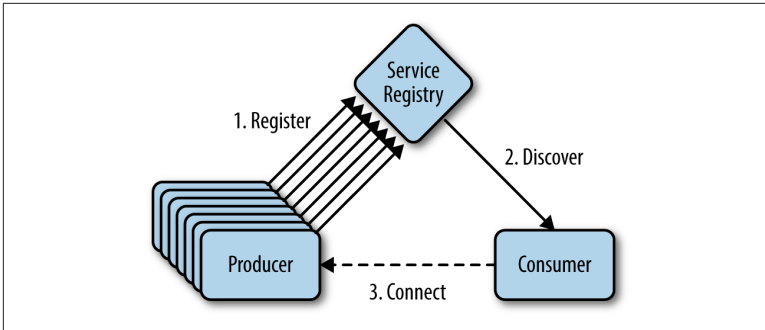 Service
Registry
1. Register
2. Discover
Producer
Consumer
3. Connect